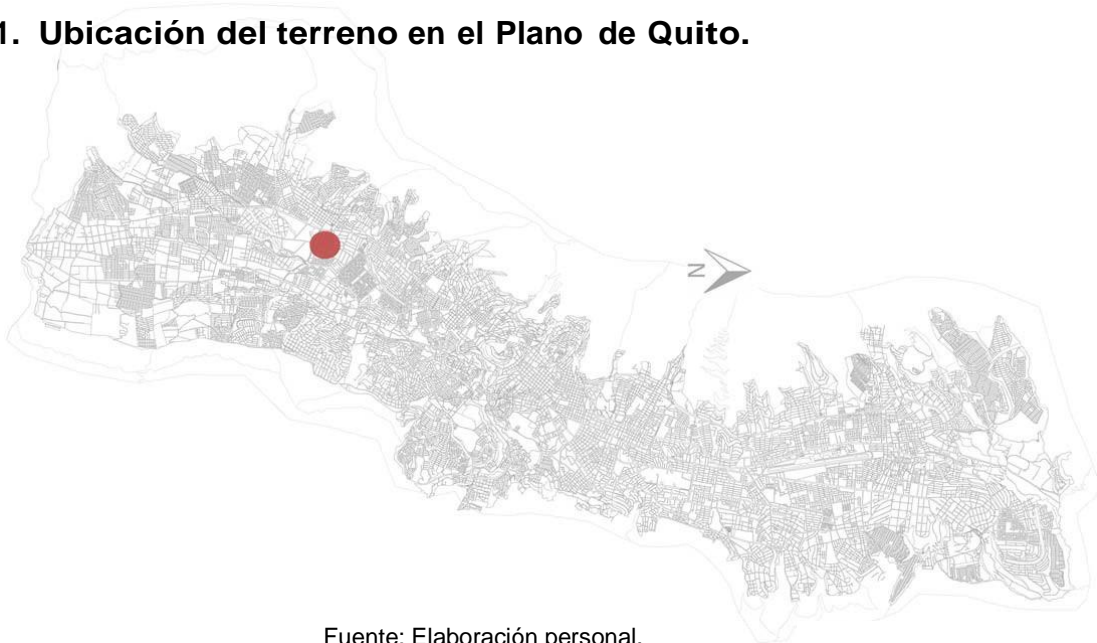 1. Ubicación del terreno en el Plano de Quito.
N
Fuente: Elaboración personal.